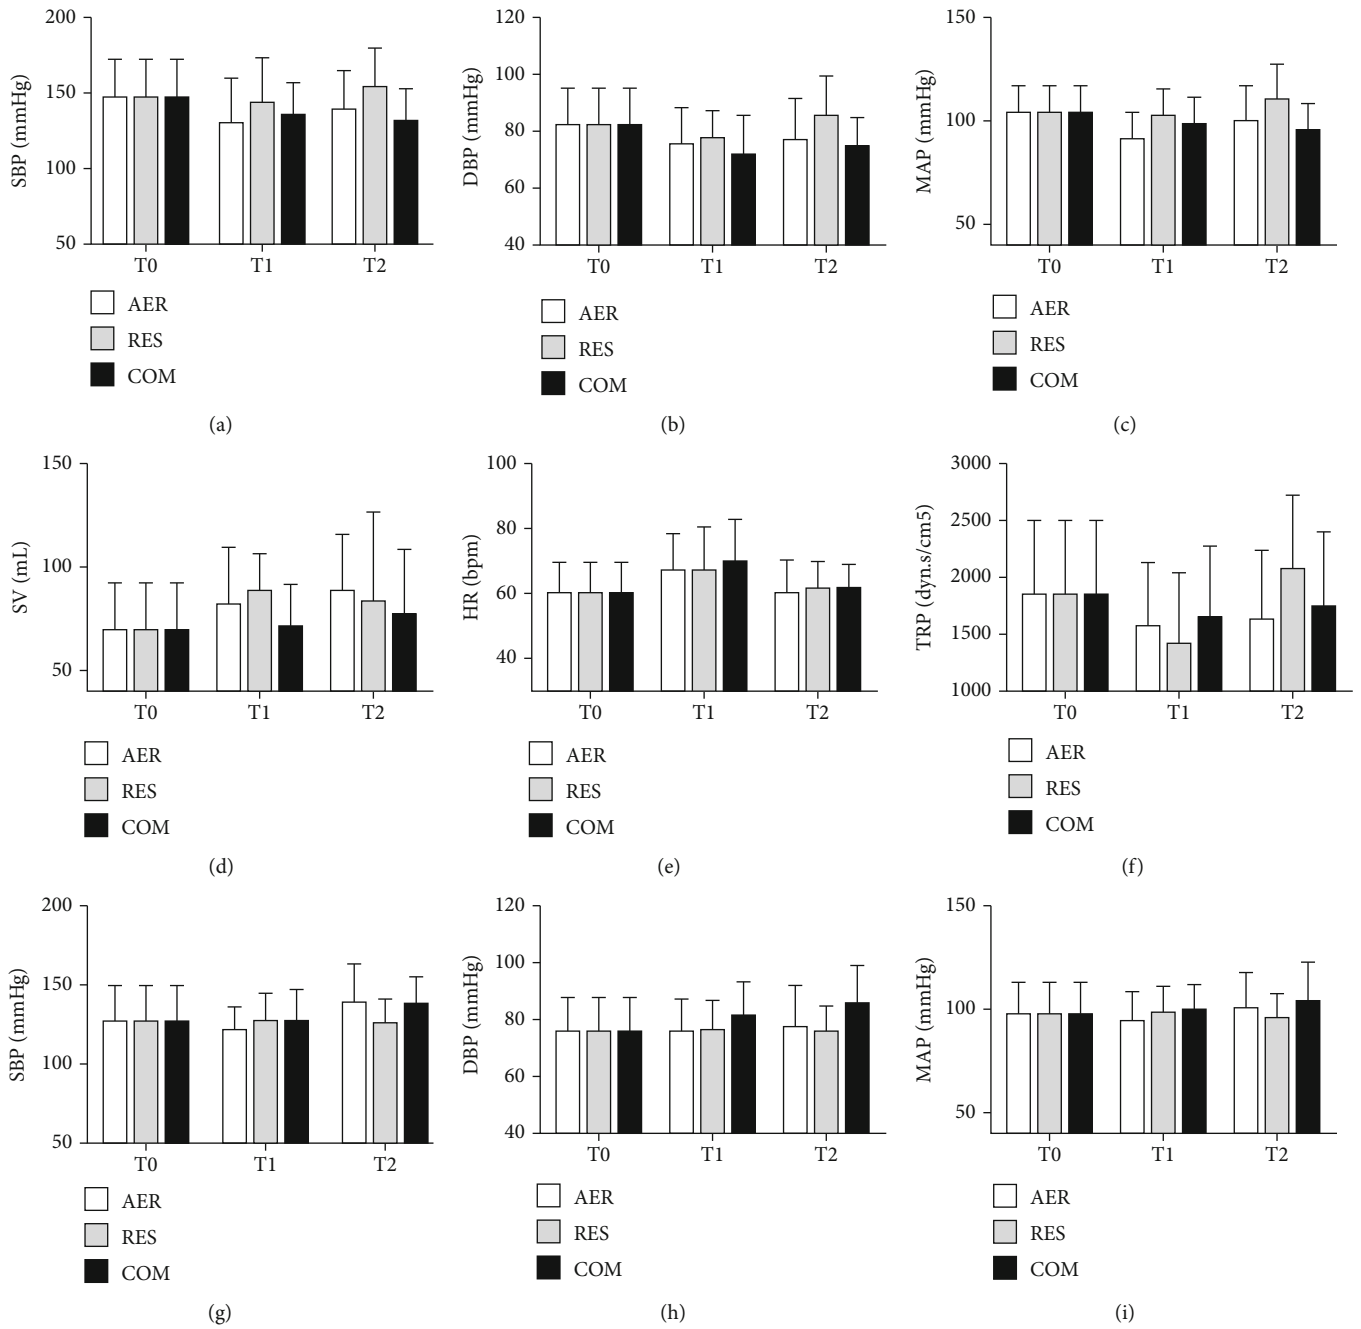 SBP (mmHg)
200
150
100
50
T0 T1 T2
AER
RES
COM
(a)
DBP (mmHg)
120
100
80
60
40
T0 T1 T2
AER
RES
COM
(b)
MAP (mmHg)
150
100
50
T0 T1 T2
AER
RES
COM
(c)
SV (mL)
150
100
50
T0 T1 T2
AER
RES
COM
(d)
HR (bpm)
100
80
60
40
T0 T1 T2
AER
RES
COM
(e)
TRP (dyn.s/cm5)
3000
2500
2000
1500
1000
T0 T1 T2
AER
RES
COM
(f)
SBP (mmHg)
200
150
100
50
T0 T1 T2
AER
RES
COM
(g)
DBP (mmHg)
120
100
80
60
40
T0 T1 T2
AER
RES
COM
(h)
MAP (mmHg)
150
100
50
T0 T1 T2
AER
RES
COM
(i)